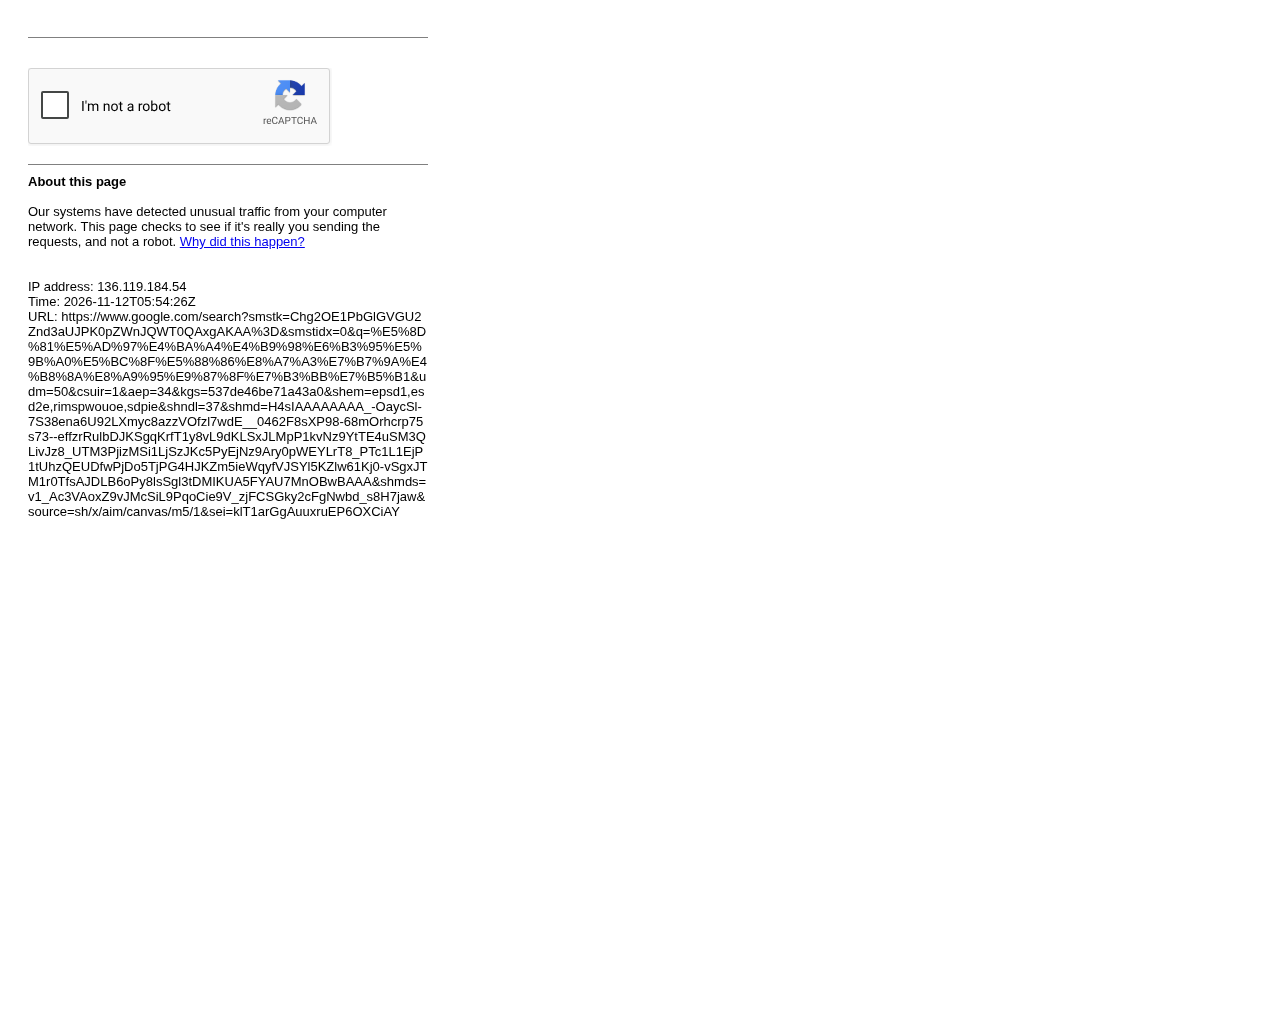 I'm not a robot
reCAPTCHA
About this page
Our systems have detected unusual traffic from your computer
network. This page checks to see if it's really you sending the
requests, and not a robot. Why did this happen?
IP address: 136.119.184.54
Time: 2026-11-12T05:54:26Z
URL: https://www.google.com/search?smstk=Chg2OE1PbGlGVGU2
Znd3aUJPK0pZWnJQWT0QAxgAKAA%3D&smstidx=0&q=%E5%8D
%81%E5%AD%97%E4%BA%A4%E4%B9%98%E6%B3%95%E5%
9B%A0%E5%BC%8F%E5%88%86%E8%A7%A3%E7%B7%9A%E4
%B8%8A%E8%A9%95%E9%87%8F%E7%B3%BB%E7%B5%B1&u
dm=50&csuir=1&aep=34&kgs=537de46be71a43a0&shem=epsd1,es
d2e,rimspwouoe,sdpie&shndl=37&shmd=H4sIAAAAAAAA_-OaycSl-
7S38ena6U92LXmyc8azzVOfzl7wdE__0462F8sXP98-68mOrhcrp75
s73--effzrRulbDJKSgqKrfT1y8vL9dKLSxJLMpP1kvNz9YtTE4uSM3Q
LivJz8_UTM3PjizMSi1LjSzJKc5PyEjNz9Ary0pWEYLrT8_PTc1L1EjP
1tUhzQEUDfwPjDo5TjPG4HJKZm5ieWqyfVJSYl5KZlw61Kj0-vSgxJT
M1r0TfsAJDLB6oPy8lsSgl3tDMIKUA5FYAU7MnOBwBAAA&shmds=
v1_Ac3VAoxZ9vJMcSiL9PqoCie9V_zjFCSGky2cFgNwbd_s8H7jaw&
source=sh/x/aim/canvas/m5/1&sei=klT1arGgAuuxruEP6OXCiAY